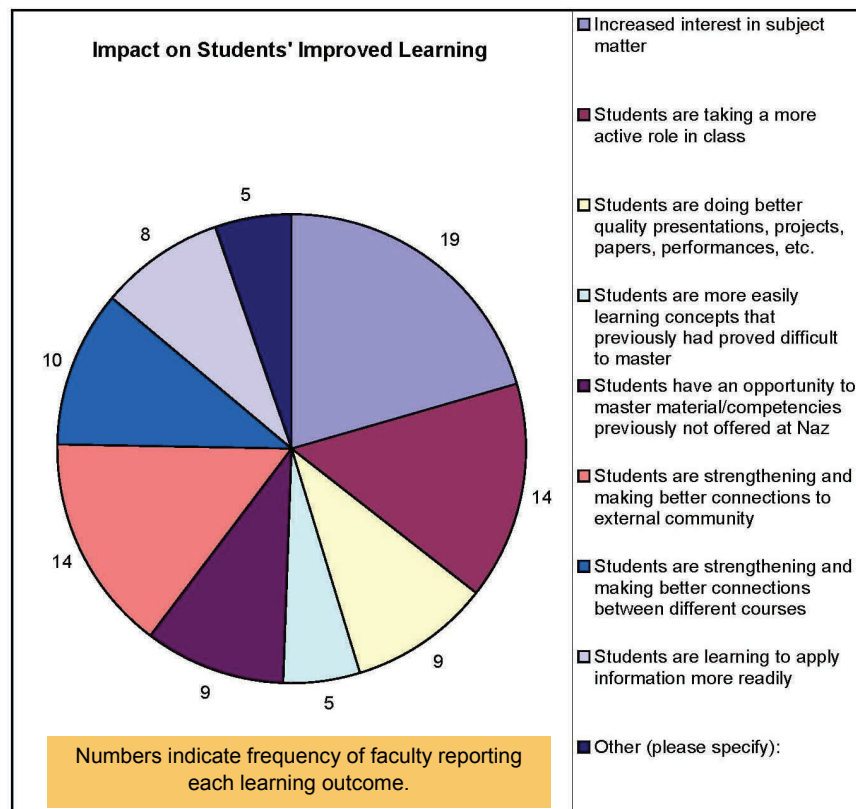 Impact on Students' Improved Learning
5
19
8
10
14
14
9
9
5
Numbers indicate frequency of faculty reporting
each learning outcome.
Increased interest in subject
matter
Students are taking a more
active role in class
Students are doing better
quality presentations, projects,
papers, performances, etc.
Students are more easily
learning concepts that
previously had proved difficult
to master
Students have an opportunity to
master material/competencies
previously not offered at Naz
Students are strengthening and
making better connections to
external community
Students are strengthening and
making better connections
between different courses
Students are learning to apply
information more readily
Other (please specify):